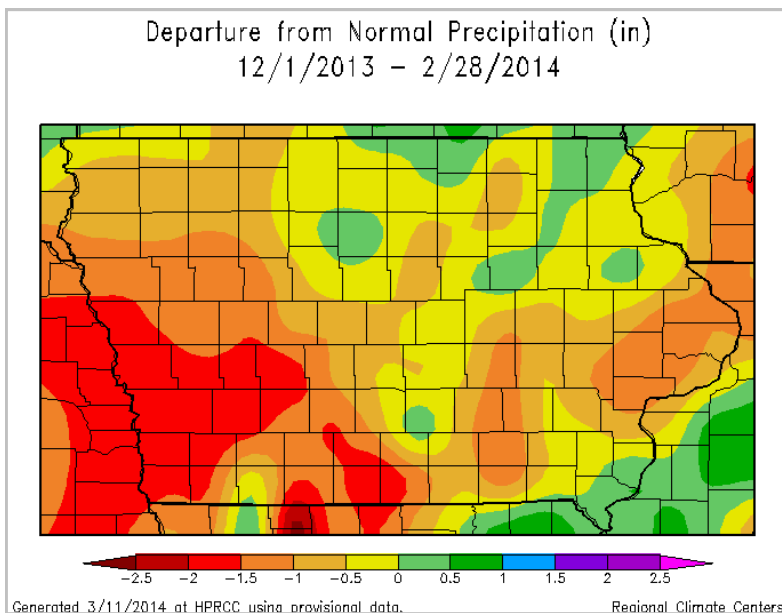 Departure from Normal Precipitation (in)
12/1/2013 – 2/28/2014
-2.5 -2 -1.5 -1 -0.5 0 0.5 1 1.5 2 2.5
Generated 3/11/2014 at HPRCC using provisional data. Regional Climate Centers